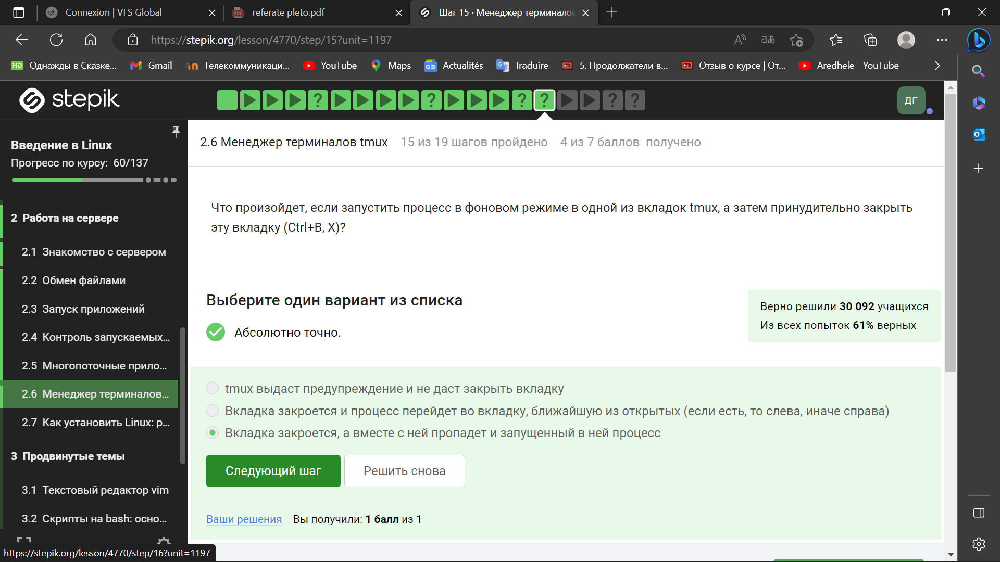 Connexion | VFS Global
referate pleto.pdf
Шаг 15 · Менеджер терминалов
https://stepik.org/lesson/4770/step/15?unit=1197
Однажды в Сказке...
Gmail
Телекоммуникаци...
YouTube
Maps
Actualités
Traduire
5. Продолжатели в...
Отзыв о курсе | От...
Aredhele - YouTube
stepik
ДГ
Введение в Linux
Прогресс по курсу: 60/137
2 Работа на сервере
2.1 Знакомство с сервером
2.2 Обмен файлами
2.3 Запуск приложений
2.4 Контроль запускаемых...
2.5 Многопоточные прило...
2.6 Менеджер терминалов...
2.7 Как установить Linux: р...
3 Продвинутые темы
3.1 Текстовый редактор vim
3.2 Скрипты на bash: осно...
https://stepik.org/lesson/4770/step/16?unit=1197
2.6 Менеджер терминалов tmux 15 из 19 шагов пройдено 4 из 7 баллов получено
Что произойдет, если запустить процесс в фоновом режиме в одной из вкладок tmux, а затем принудительно закрыть
эту вкладку (Ctrl+B, X)?
Выберите один вариант из списка
Абсолютно точно.
Верно решили 30 092 учащихся
Из всех попыток 61% верных
tmux выдаст предупреждение и не даст закрыть вкладку
Вкладка закроется и процесс перейдет во вкладку, ближайшую из открытых (если есть, то слева, иначе справа)
Вкладка закроется, а вместе с ней пропадет и запущенный в ней процесс
Следующий шаг
Решить снова
Ваши решения Вы получили: 1 балл из 1